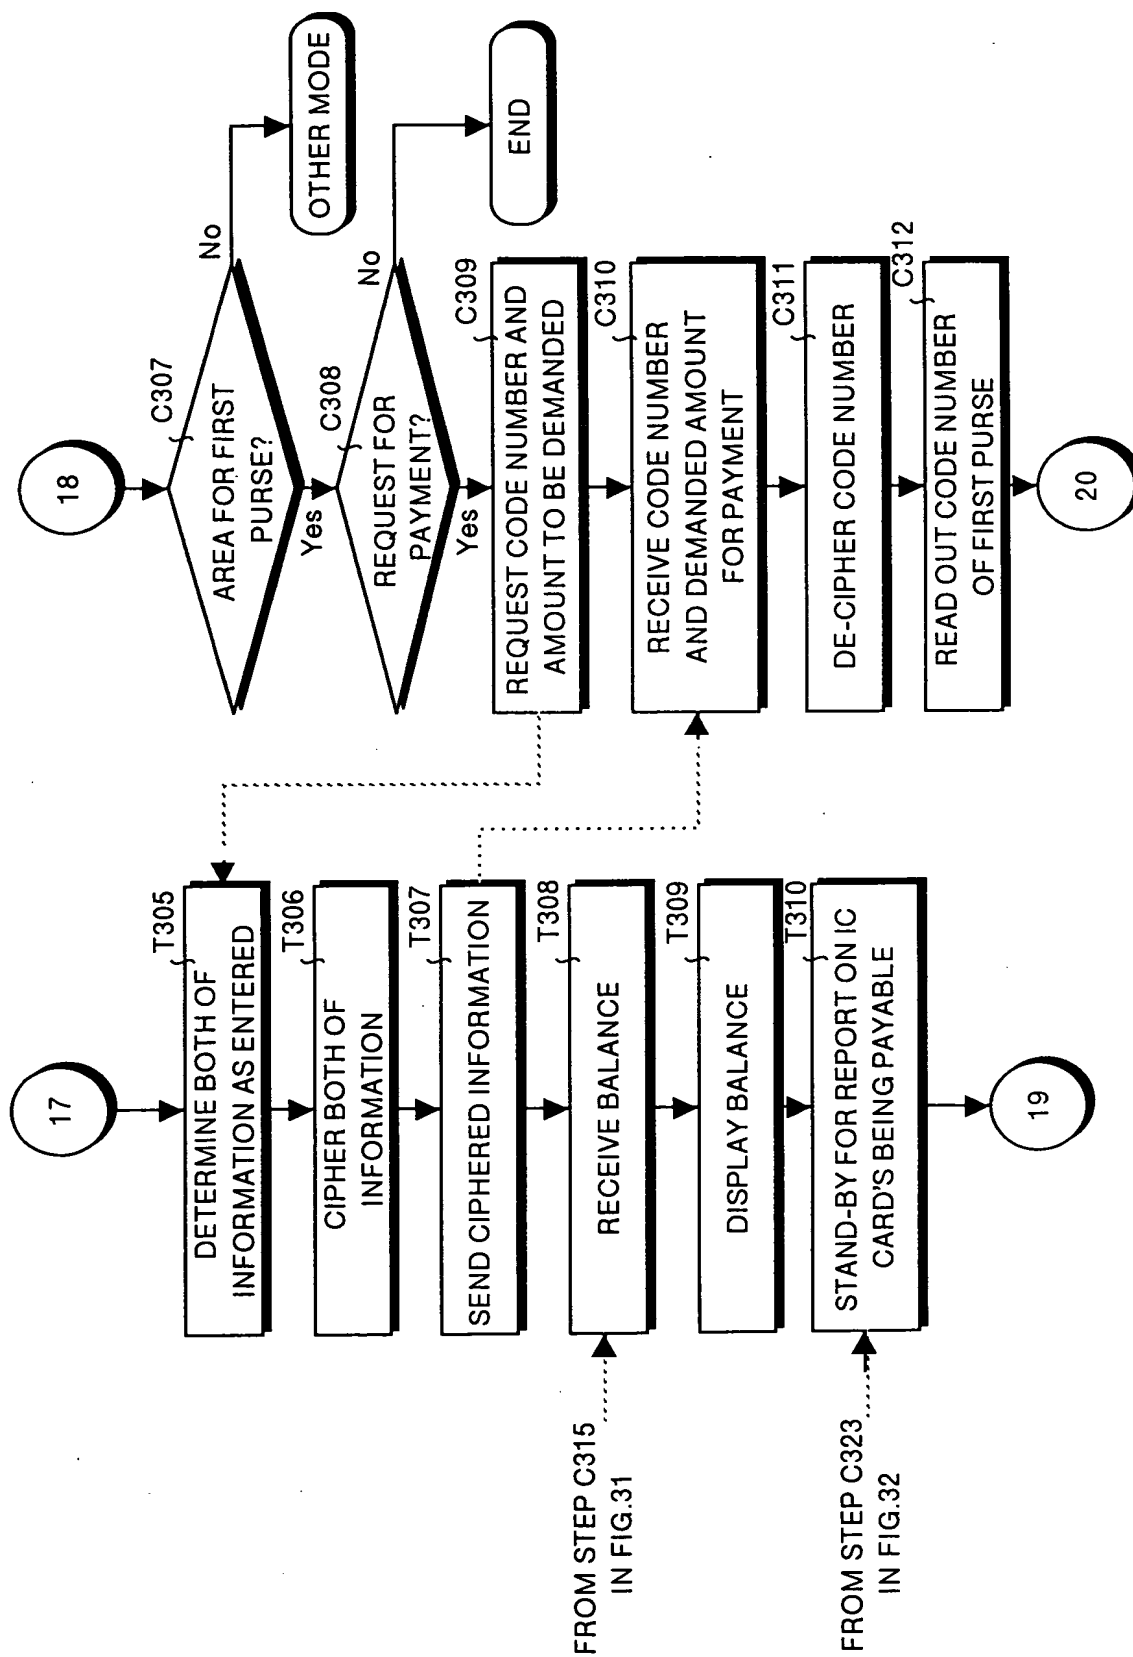 17
T305
DETERMINE BOTH OF
INFORMATION AS ENTERED
T306
CIPHER BOTH OF
INFORMATION
T307
SEND CIPHERED INFORMATION
T308
RECEIVE BALANCE
FROM STEP C315
IN FIG.31
T309
DISPLAY BALANCE
T310
STAND-BY FOR REPORT ON IC
CARD'S BEING PAYABLE
FROM STEP C323
IN FIG.32
19
18
C307
AREA FOR FIRST
PURSE?
No
OTHER MODE
Yes
C308
REQUEST FOR
PAYMENT?
No
END
Yes
C309
REQUEST CODE NUMBER AND
AMOUNT TO BE DEMANDED
C310
RECEIVE CODE NUMBER
AND DEMANDED AMOUNT
FOR PAYMENT
C311
DE-CIPHER CODE NUMBER
C312
READ OUT CODE NUMBER
OF FIRST PURSE
20